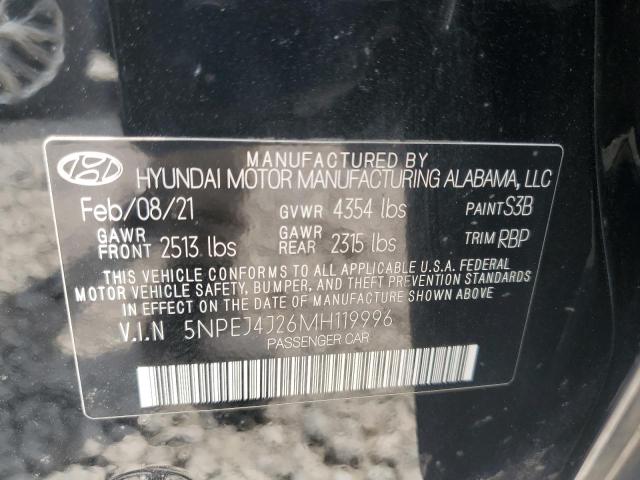 MANUFACTURED BY
HYUNDAI MOTOR MANUFACTURING ALABAMA, LLC
Feb/08/21 GVWR 4354 lbs PAINT S3B
GAWR FRONT 2513 lbs GAWR REAR 2315 lbs TRIM RBP
THIS VEHICLE CONFORMS TO ALL APPLICABLE U.S.A. FEDERAL
MOTOR VEHICLE SAFETY, BUMPER, AND THEFT PREVENTION STANDARDS
IN EFFECT ON THE DATE OF MANUFACTURE SHOWN ABOVE.
V.I.N 5NPEJ4J26MH119996
PASSENGER CAR